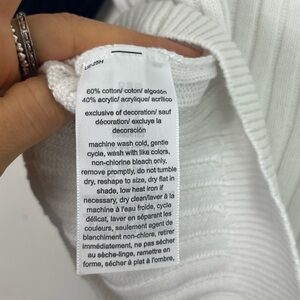 60% cotton/ coton/ algodón
40% acrylic/ acrylique/ acrílico
exclusive of decoration/ sauf
décoration/ excluye la
decoración
machine wash cold, gentle
cycle, wash with like colors,
non-chlorine bleach only,
remove promptly, do not tumble
dry, reshape to size, dry flat in
shade, low heat iron if
necessary, dry clean/laver à la
machine à l'eau froide, cycle
délicat, laver en séparant les
couleurs, seulement agent de
blanchiment non-chlore, retirer
immédiatement, ne pas sécher
au sèche-linge, remettre en
forme, sécher à plat à l'ombre,